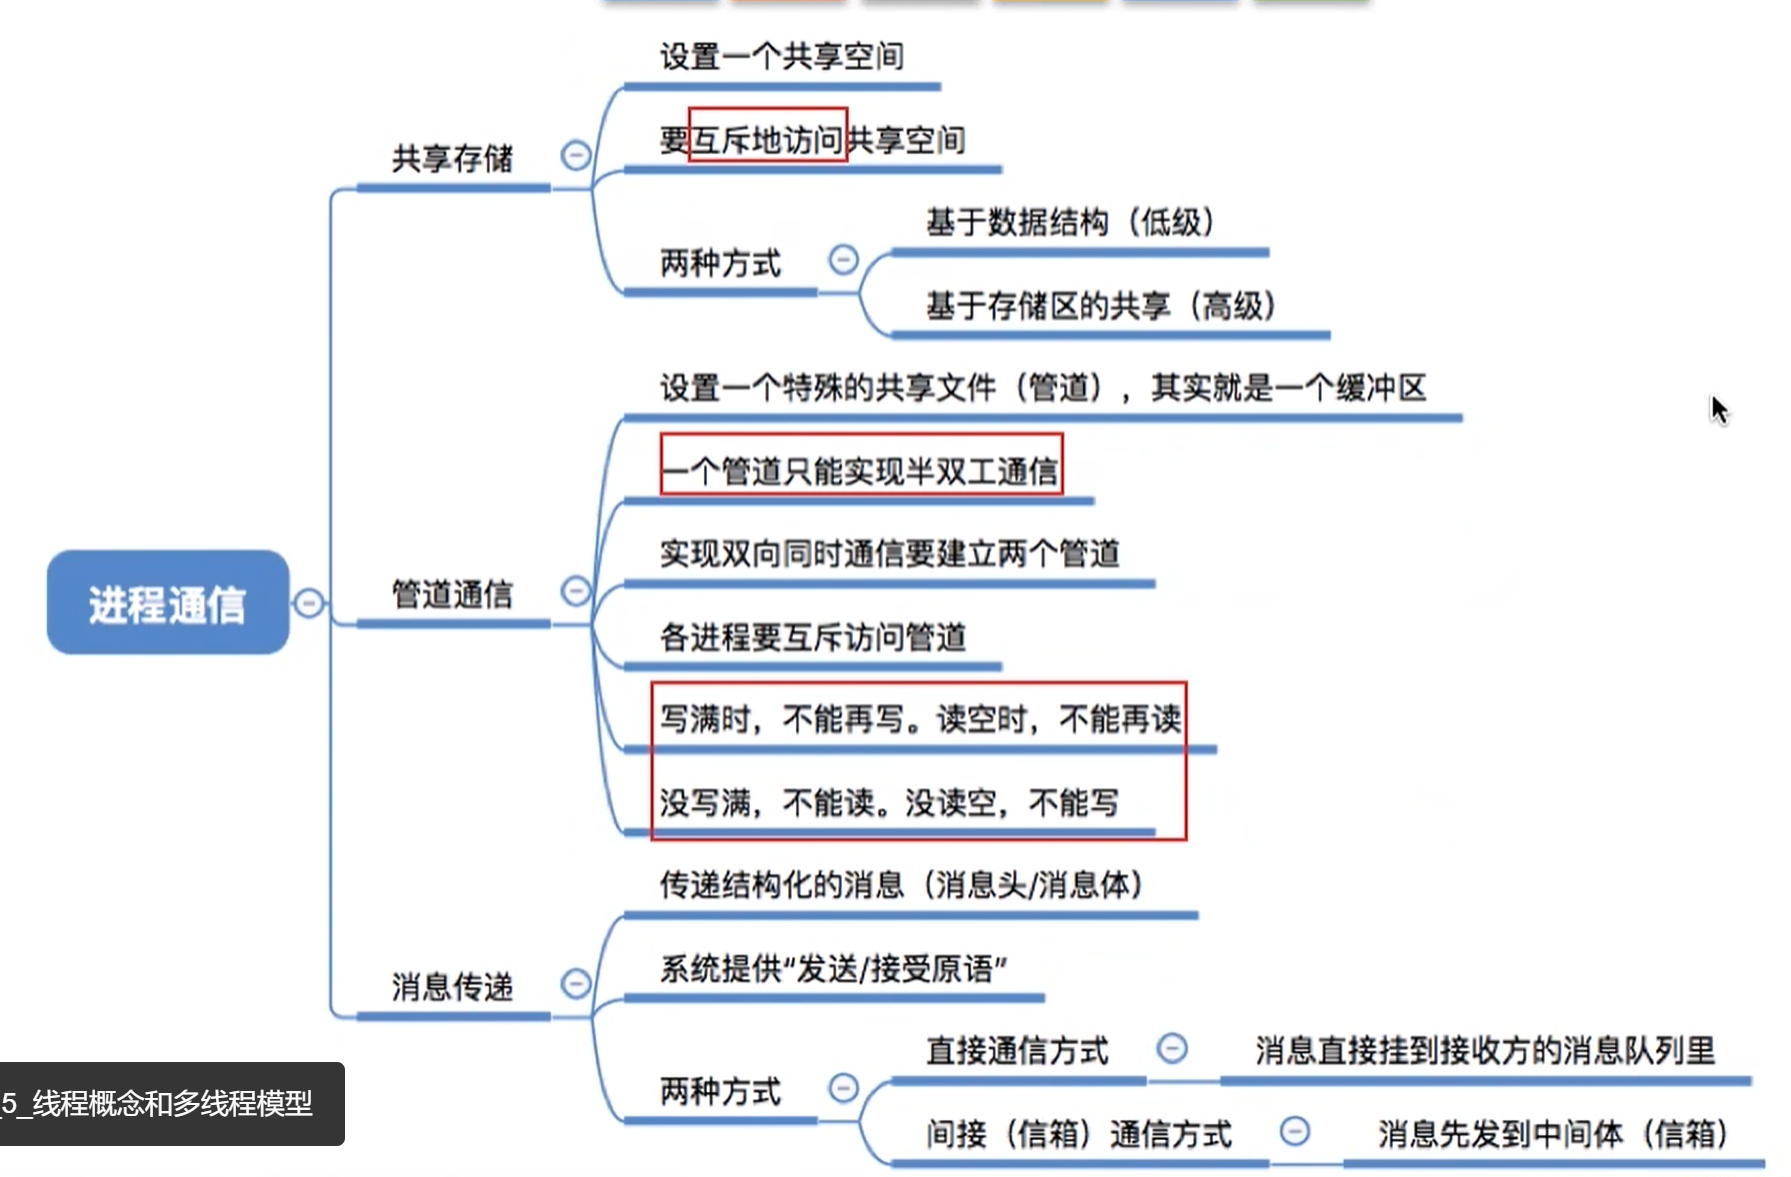 设置一个共享空间
要互斥地访问共享空间
共享存储
基于数据结构（低级）
两种方式
基于存储区的共享（高级）
设置一个特殊的共享文件（管道），其实就是一个缓冲区
一个管道只能实现半双工通信
实现双向同时通信要建立两个管道
进程通信
管道通信
各进程要互斥访问管道
写满时，不能再写。读空时，不能再读
没写满，不能读。没读空，不能写
传递结构化的消息（消息头/消息体）
系统提供“发送/接受原语”
消息传递
直接通信方式
消息直接挂到接收方的消息队列里
两种方式
间接（信箱）通信方式
消息先发到中间体（信箱）
5_线程概念和多线程模型